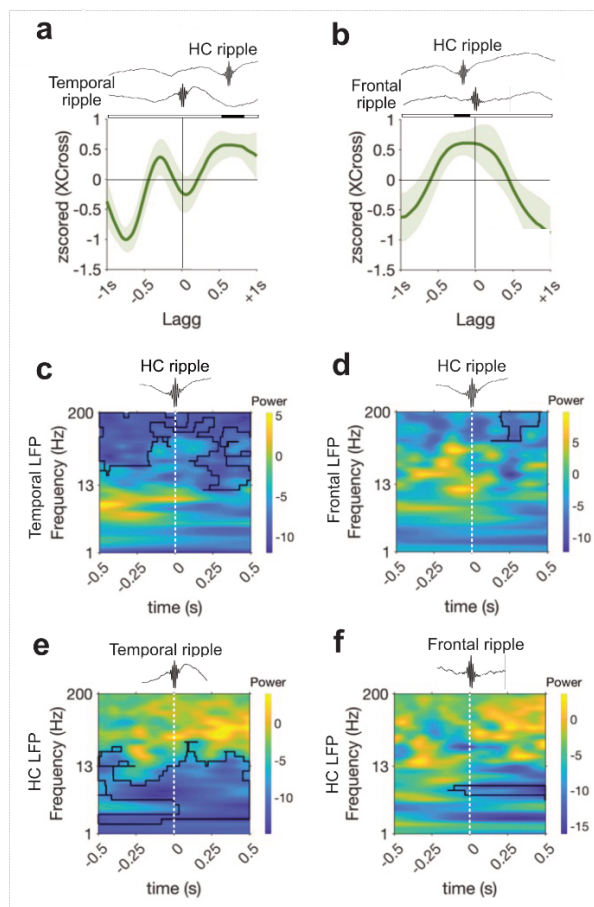 a
HC ripple
Temporal
ripple
zscored (XCross)
1
0.5
0
-0.5
-1
-1.5
-1s
-0.5
0
0.5
+1s
Lagg
b
HC ripple
Frontal
ripple
zscored (XCross)
1
0.5
0
-0.5
-1
-1.5
-1s
-0.5
0
0.5
+1s
Lagg
c
HC ripple
Power
Temporal LFP
Frequency (Hz)
200
13
1
5
0
-5
-10
-0.5
-0.25
0
0.25
0.5
time (s)
d
HC ripple
Power
Frontal LFP
Frequency (Hz)
200
13
1
5
0
-5
-10
-0.5
-0.25
0
0.25
0.5
time (s)
e
Temporal ripple
Power
HC LFP
Frequency (Hz)
200
13
1
0
-5
-10
-0.5
-0.25
0
0.25
0.5
time (s)
f
Frontal ripple
Power
HC LFP
Frequency (Hz)
200
13
1
0
-5
-10
-15
-0.5
-0.25
0
0.25
0.5
time (s)